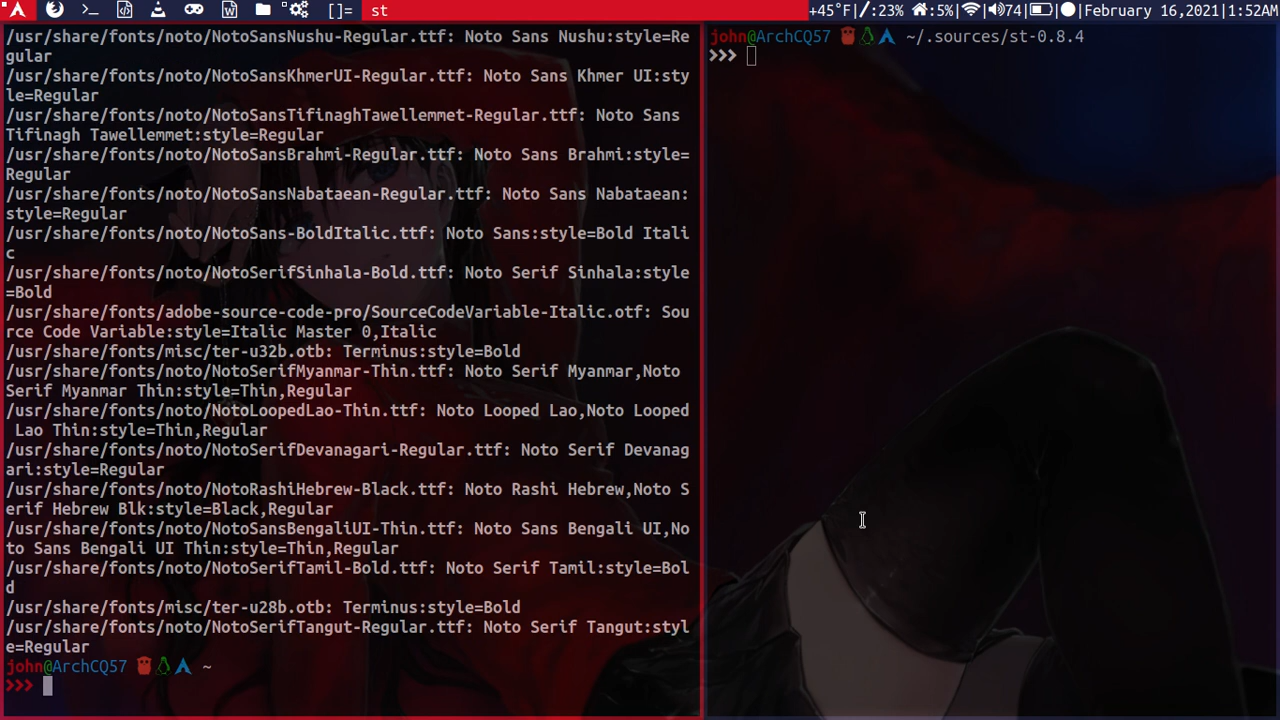 []= st +45°F|/:23% :5%| 74| | |February 16,2021|1:52AM
/usr/share/fonts/noto/NotoSansNushu-Regular.ttf: Noto Sans Nushu:style=Re
gular
/usr/share/fonts/noto/NotoSansKhmerUI-Regular.ttf: Noto Sans Khmer UI:sty
le=Regular
/usr/share/fonts/noto/NotoSansTifinaghTawellemmet-Regular.ttf: Noto Sans
Tifinagh Tawellemmet:style=Regular
/usr/share/fonts/noto/NotoSansBrahmi-Regular.ttf: Noto Sans Brahmi:style=
Regular
/usr/share/fonts/noto/NotoSansNabataean-Regular.ttf: Noto Sans Nabataean:
style=Regular
/usr/share/fonts/noto/NotoSans-BoldItalic.ttf: Noto Sans:style=Bold Itali
c
/usr/share/fonts/noto/NotoSerifSinhala-Bold.ttf: Noto Serif Sinhala:style
=Bold
/usr/share/fonts/adobe-source-code-pro/SourceCodeVariable-Italic.otf: Sou
rce Code Variable:style=Italic Master 0,Italic
/usr/share/fonts/misc/ter-u32b.otb: Terminus:style=Bold
/usr/share/fonts/noto/NotoSerifMyanmar-Thin.ttf: Noto Serif Myanmar,Noto
Serif Myanmar Thin:style=Thin,Regular
/usr/share/fonts/noto/NotoLoopedLao-Thin.ttf: Noto Looped Lao,Noto Looped
Lao Thin:style=Thin,Regular
/usr/share/fonts/noto/NotoSerifDevanagari-Regular.ttf: Noto Serif Devanag
ari:style=Regular
/usr/share/fonts/noto/NotoRashiHebrew-Black.ttf: Noto Rashi Hebrew,Noto S
erif Hebrew Blk:style=Black,Regular
/usr/share/fonts/noto/NotoSansBengaliUI-Thin.ttf: Noto Sans Bengali UI,No
to Sans Bengali UI Thin:style=Thin,Regular
/usr/share/fonts/noto/NotoSerifTamil-Bold.ttf: Noto Serif Tamil:style=Bol
d
/usr/share/fonts/misc/ter-u28b.otb: Terminus:style=Bold
/usr/share/fonts/noto/NotoSerifTangut-Regular.ttf: Noto Serif Tangut:styl
e=Regular
john@ArchCQ57 ~
>>>
john@ArchCQ57 ~/.sources/st-0.8.4
>>>